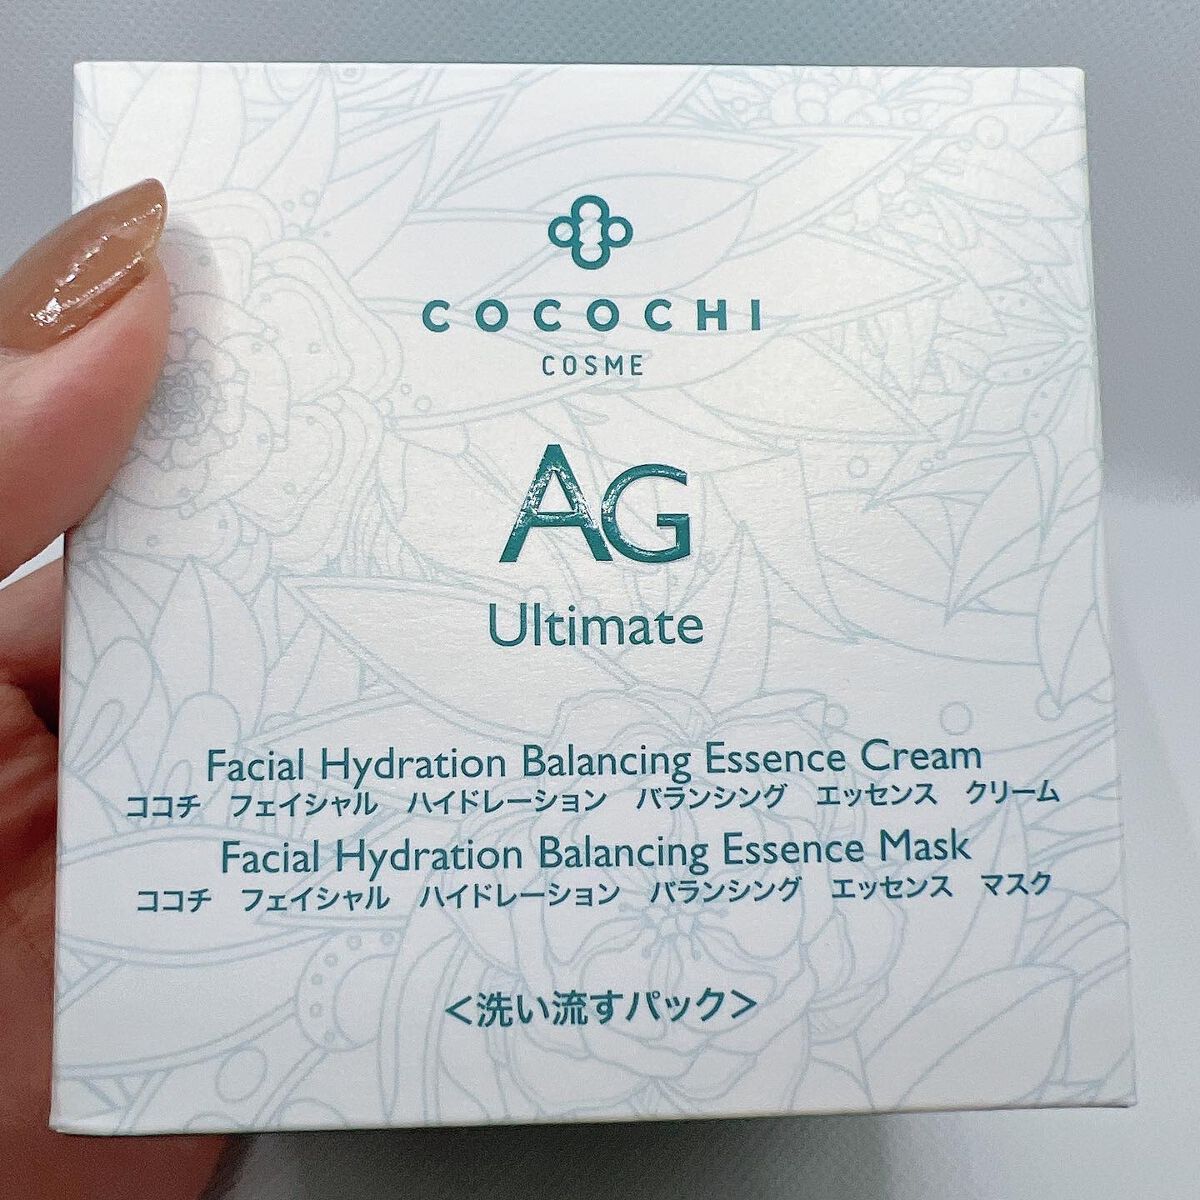 COCOCHI
COSME
AG
Ultimate
Facial Hydration Balancing Essence Cream
ココチ フェイシャル ハイドレーション バランシング エッセンス クリーム
Facial Hydration Balancing Essence Mask
ココチ フェイシャル ハイドレーション バランシング エッセンス マスク
＜洗い流すパック＞